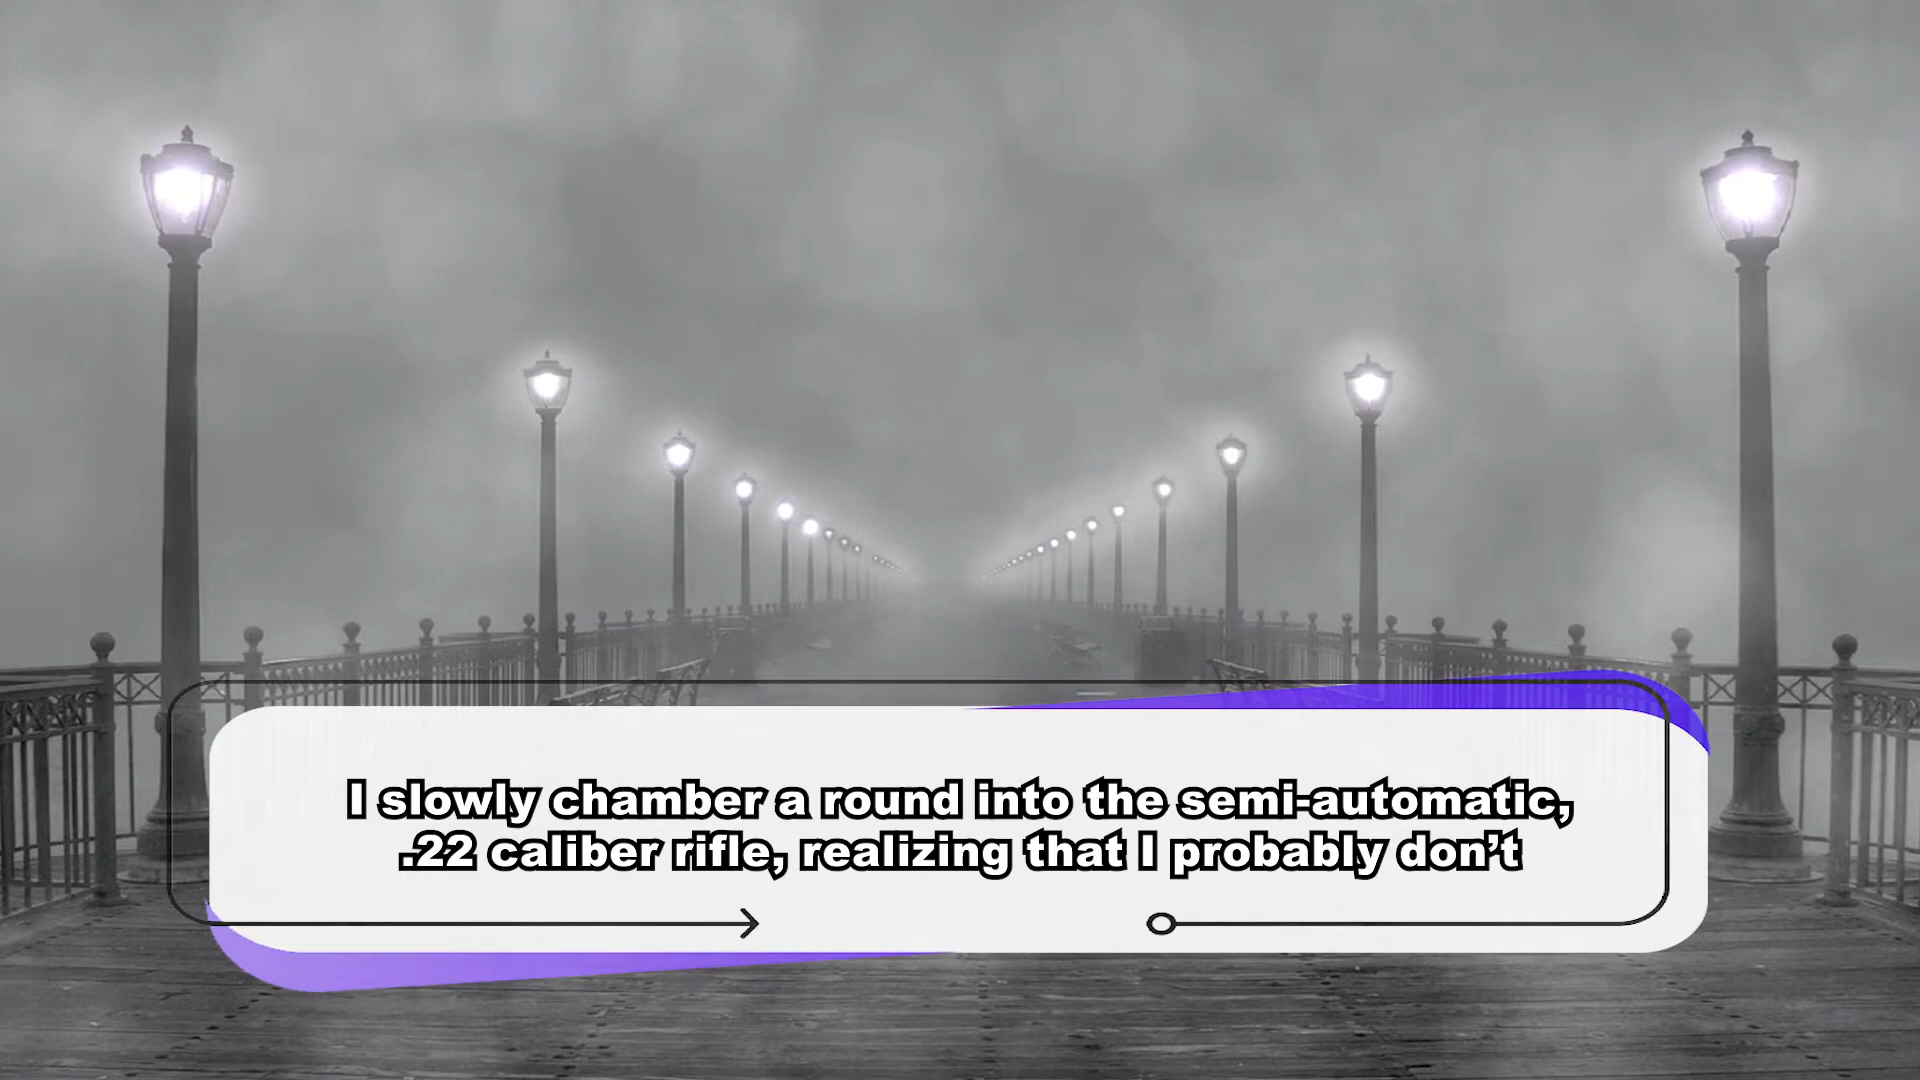 I slowly chamber a round into the semi-automatic,
.22 caliber rifle, realizing that I probably don’t